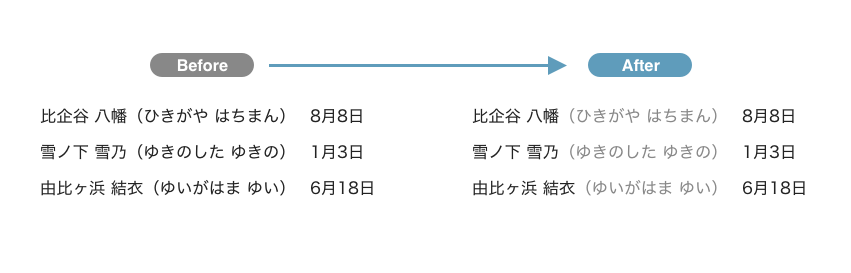 Before
After
比企谷 八幡（ひきがや はちまん） 8月8日
雪ノ下 雪乃（ゆきのした ゆきの） 1月3日
由比ヶ浜 結衣（ゆいがはま ゆい） 6月18日
比企谷 八幡（ひきがや はちまん） 8月8日
雪ノ下 雪乃（ゆきのした ゆきの） 1月3日
由比ヶ浜 結衣（ゆいがはま ゆい） 6月18日